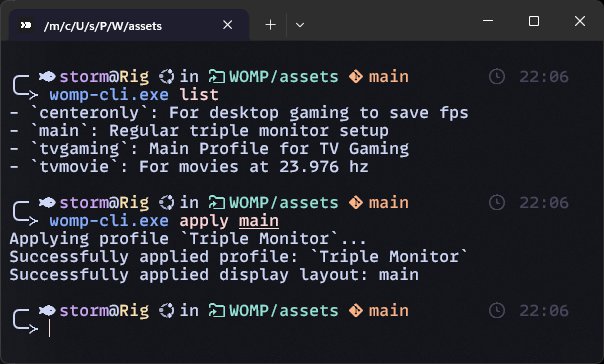 /m/c/U/s/P/W/assets
storm@Rig in WOMP/assets main 22:06
> womp-cli.exe list
- `centeronly`: For desktop gaming to save fps
- `main`: Regular triple monitor setup
- `tvgaming`: Main Profile for TV Gaming
- `tvmovie`: For movies at 23.976 hz
storm@Rig in WOMP/assets main 22:06
> womp-cli.exe apply main
Applying profile `Triple Monitor`...
Successfully applied profile: `Triple Monitor`
Successfully applied display layout: main
storm@Rig in WOMP/assets main 22:06
>